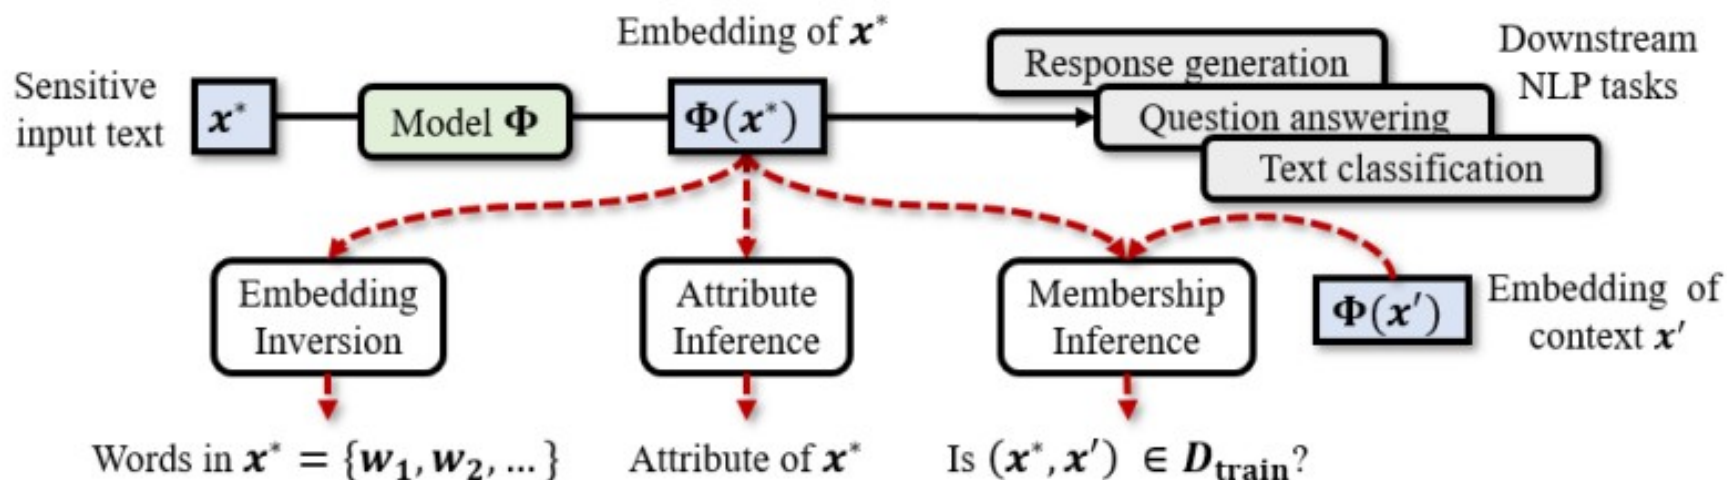 Embedding of x*
Sensitive
input text
x*
Model Φ
Φ(x*)
Response generation
Question answering
Text classification
Downstream
NLP tasks
Embedding
Inversion
Attribute
Inference
Membership
Inference
Φ(x′)
Embedding of
context x′
Words in x* = {w₁, w₂, ... }
Attribute of x*
Is (x*, x′) ∈ D_train?